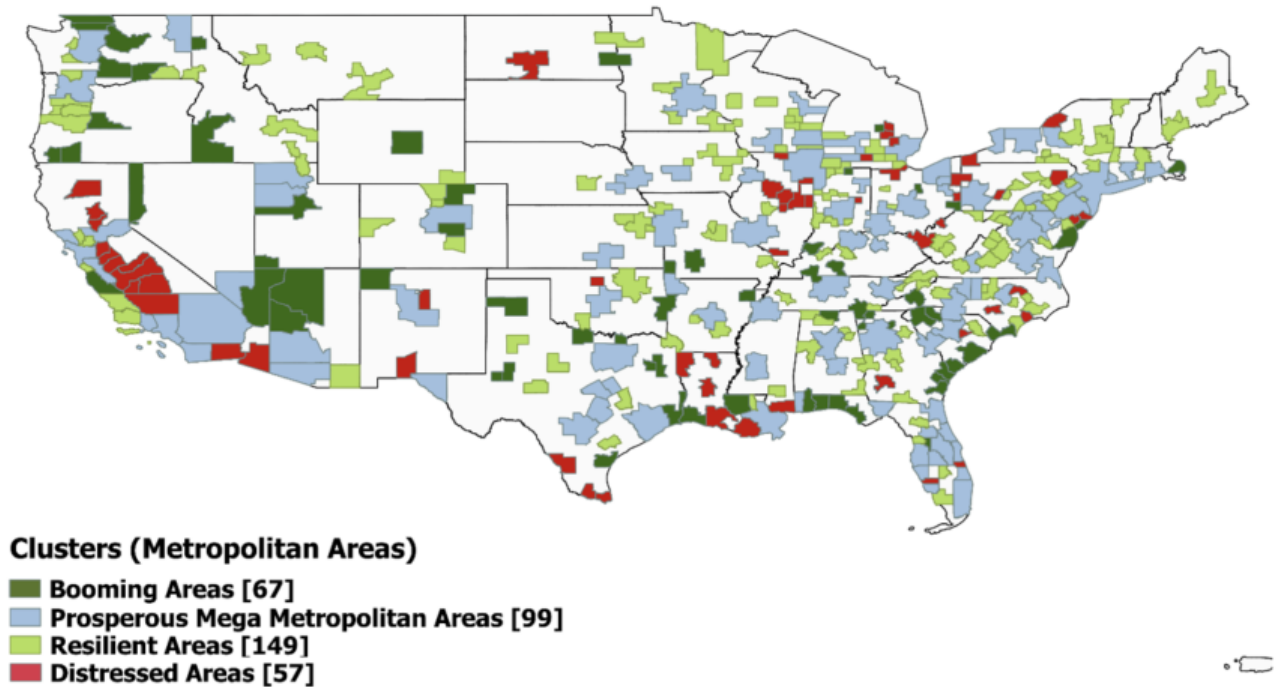 Clusters (Metropolitan Areas)
Booming Areas [67]
Prosperous Mega Metropolitan Areas [99]
Resilient Areas [149]
Distressed Areas [57]